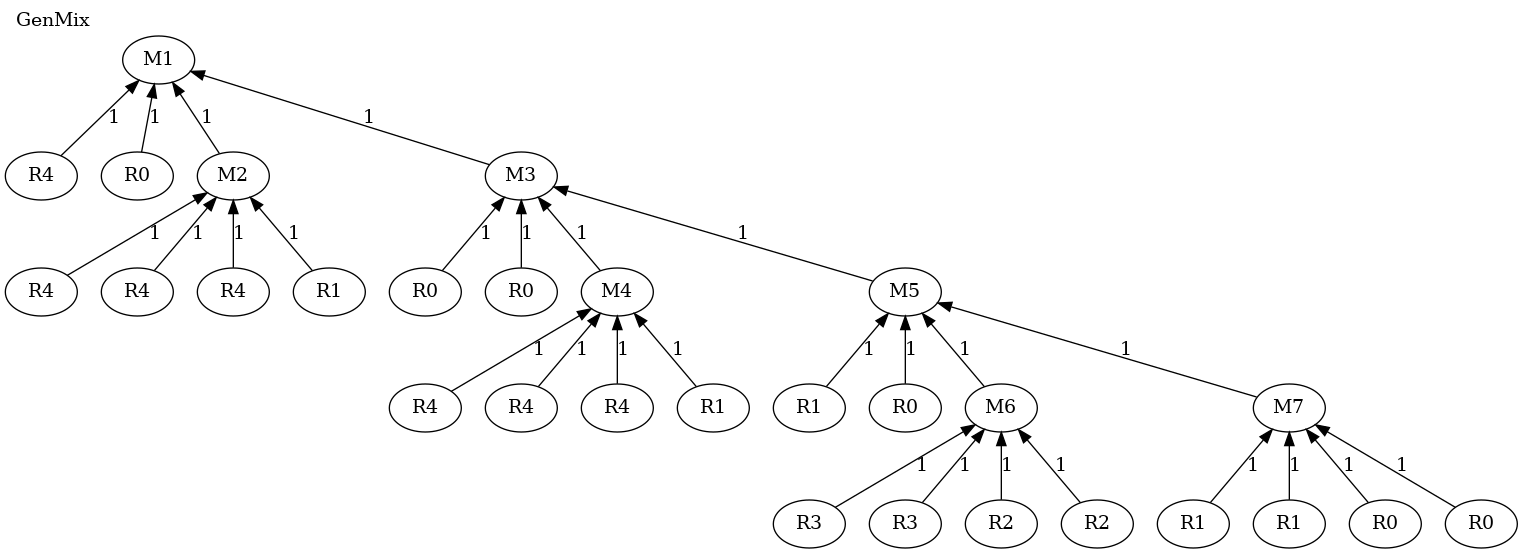 GenMix
M1
1 1 1 1
R4 R0 M2 M3
1 1 1 1 1 1 1 1
R4 R4 R4 R1 R0 R0 M4 M5
1 1 1 1 1 1 1 1
R4 R4 R4 R1 R1 R0 M6 M7
1 1 1 1 1 1 1 1
R3 R3 R2 R2 R1 R1 R0 R0